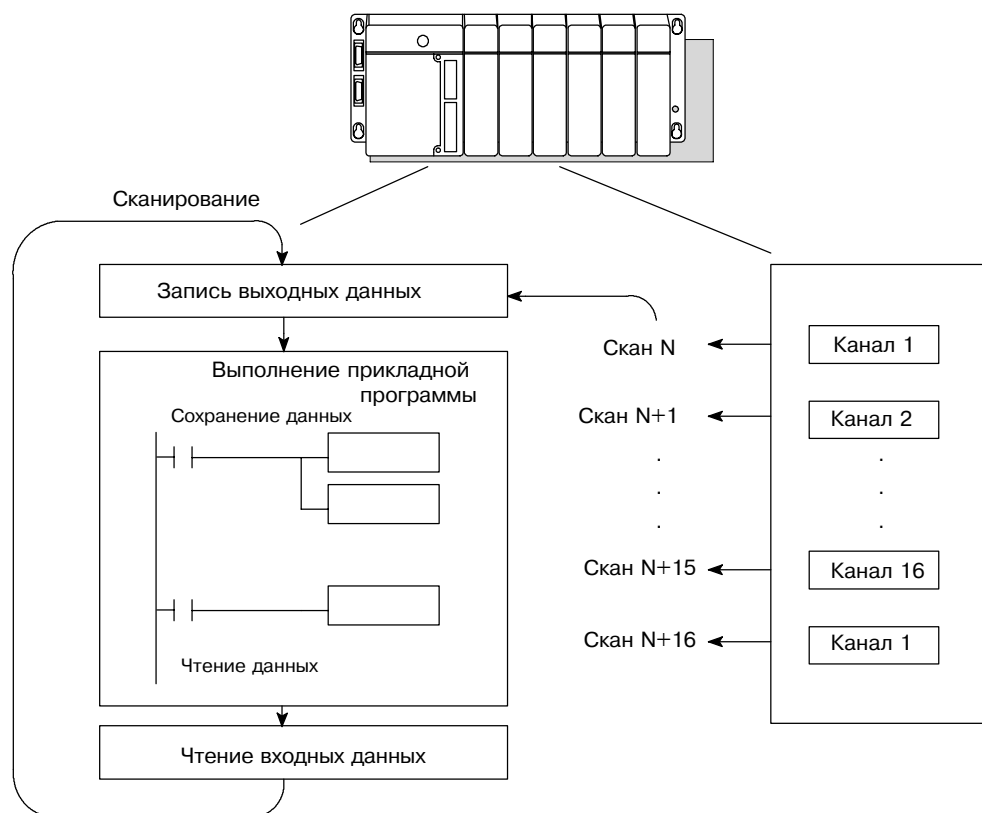 Сканирование
Запись выходных данных
Выполнение прикладной
программы
Сохранение данных
Чтение данных
Чтение входных данных
Скан N
Канал 1
Скан N+1
Канал 2
.
.
.
.
.
.
Скан N+15
Канал 16
Скан N+16
Канал 1